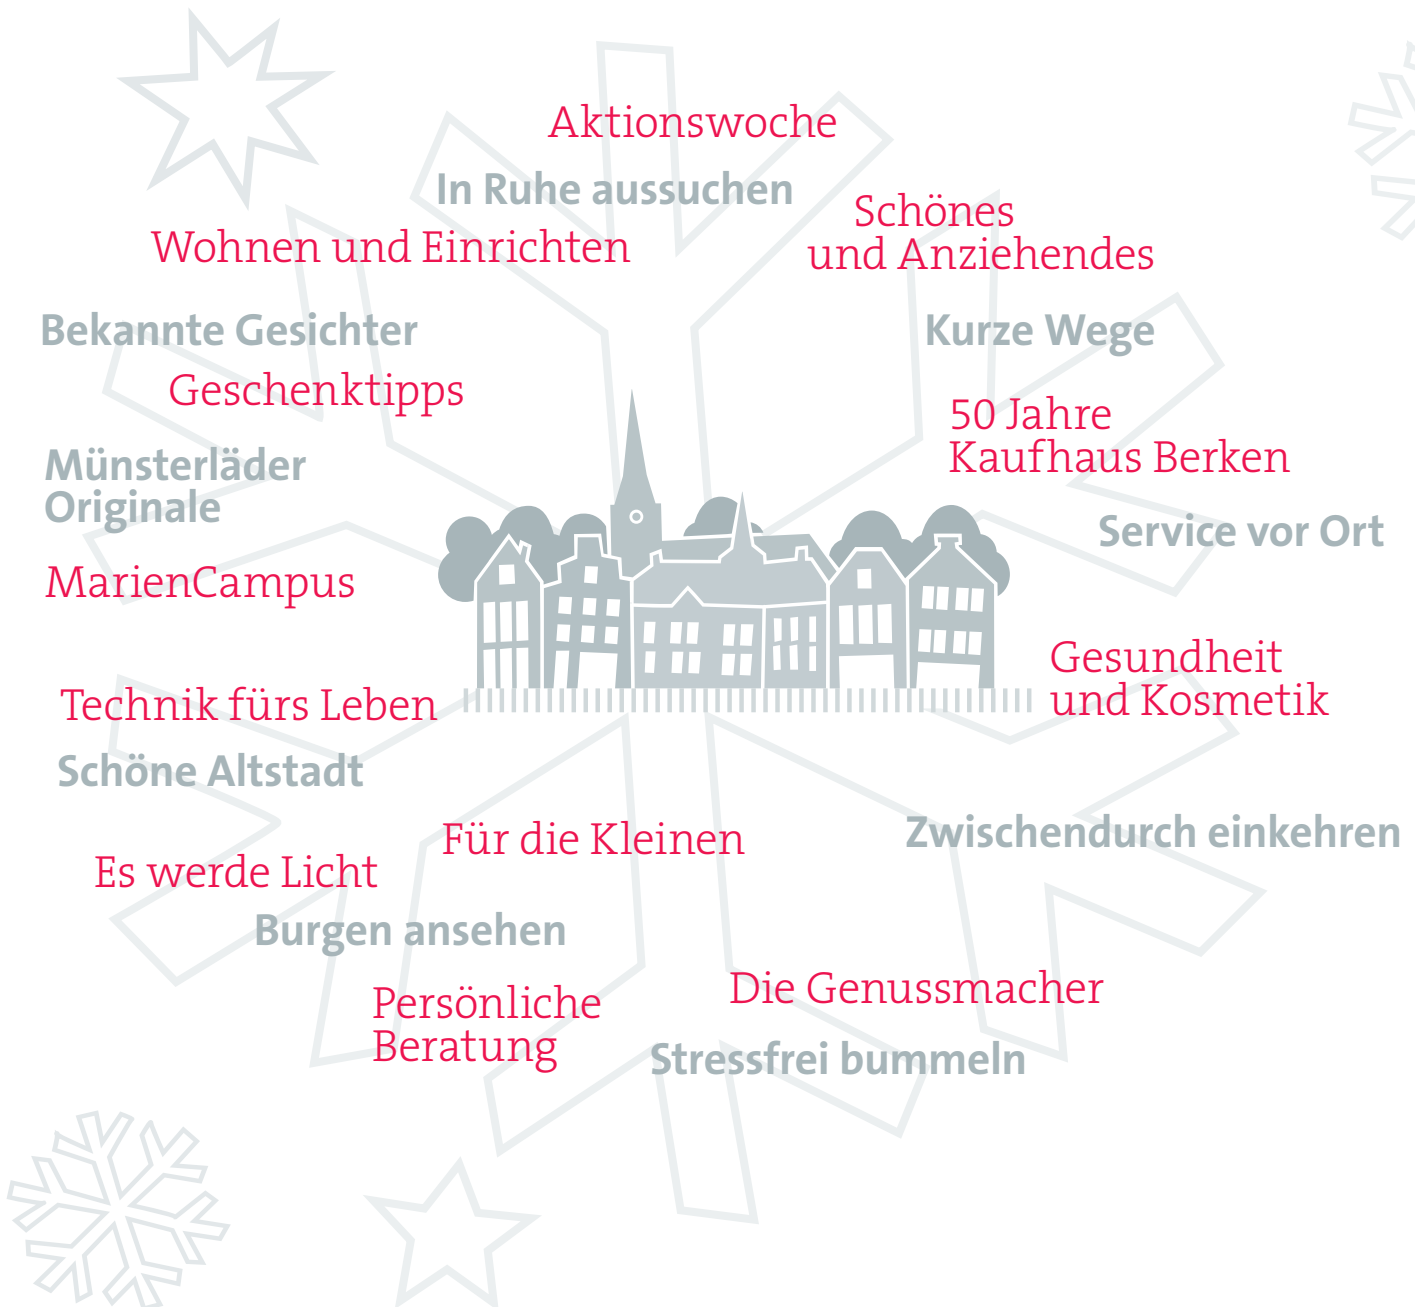 Aktionswoche
In Ruhe aussuchen
Schönes
und Anziehendes
Wohnen und Einrichten
Bekannte Gesichter
Kurze Wege
Geschenktipps
50 Jahre
Kaufhaus Berken
Münsterläder
Originale
Service vor Ort
MarienCampus
Gesundheit
und Kosmetik
Technik fürs Leben
Schöne Altstadt
Für die Kleinen
Zwischendurch einkehren
Es werde Licht
Burgen ansehen
Die Genussmacher
Persönliche
Beratung
Stressfrei bummeln